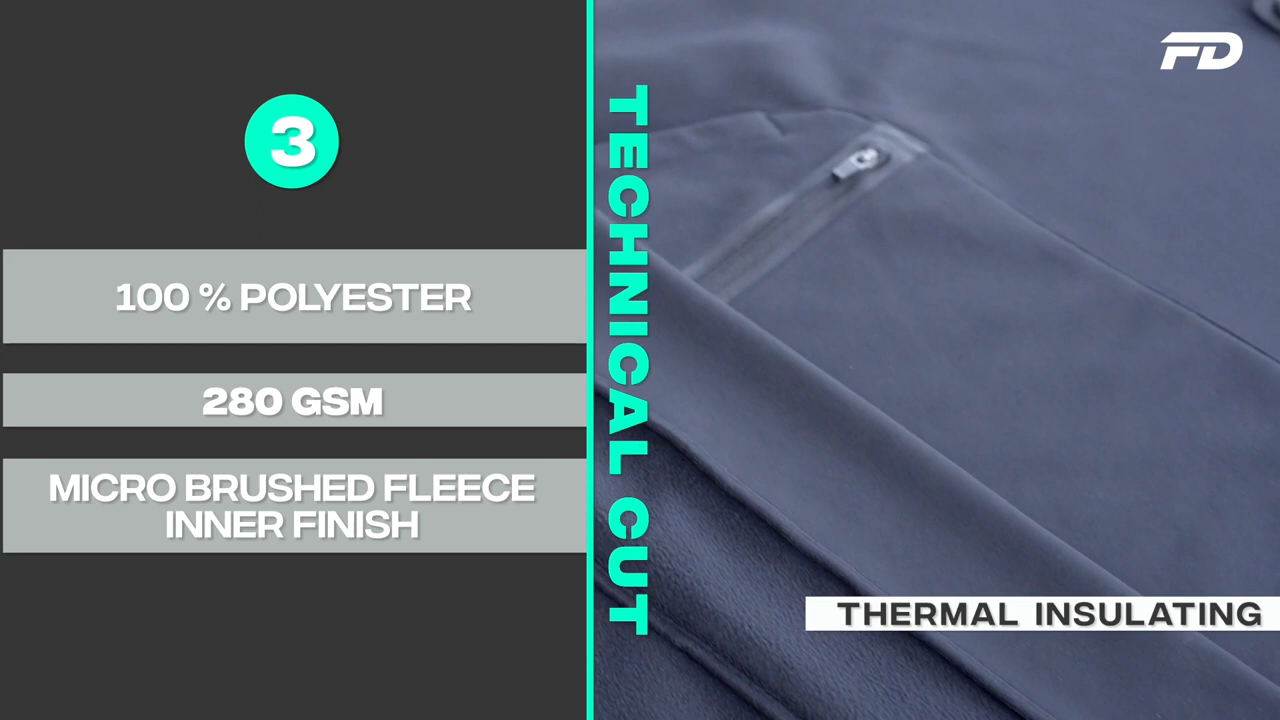 3
100 % POLYESTER
280 GSM
MICRO BRUSHED FLEECE
INNER FINISH
TECHNICAL CUT
FD
THERMAL INSULATING